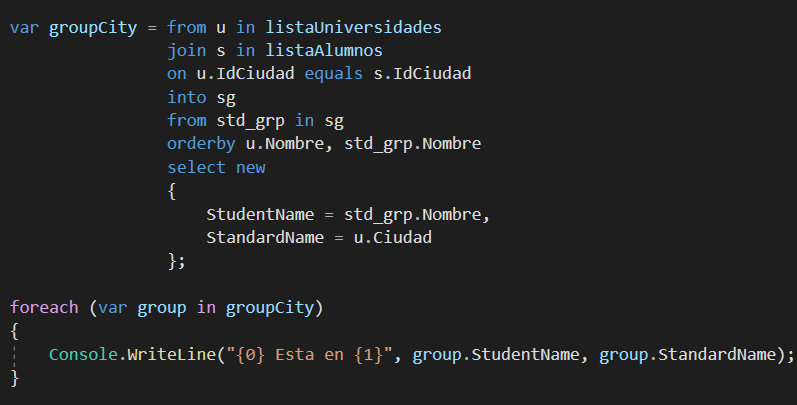 var groupCity = from u in listaUniversidades
join s in listaAlumnos
on u.IdCiudad equals s.IdCiudad
into sg
from std_grp in sg
orderby u.Nombre, std_grp.Nombre
select new
{
StudentName = std_grp.Nombre,
StandardName = u.Ciudad
};
foreach (var group in groupCity)
{
Console.WriteLine("{0} Esta en {1}", group.StudentName, group.StandardName);
}